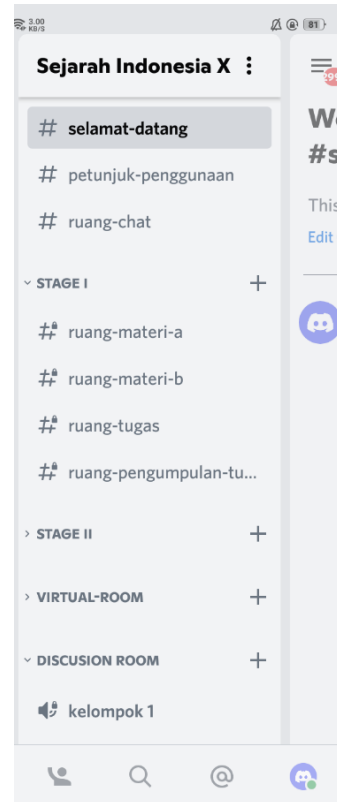 3.00
KB/S
81
Sejarah Indonesia X
# selamat-datang
# petunjuk-penggunaan
# ruang-chat
STAGE I
# ruang-materi-a
# ruang-materi-b
# ruang-tugas
# ruang-pengumpulan-tu...
STAGE II
VIRTUAL-ROOM
DISCUSION ROOM
kelompok 1
#s
This
Edit